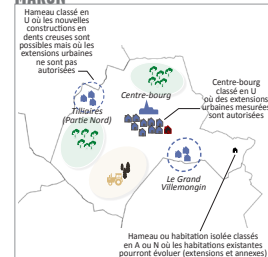 MARON
Hameau classé en
U où les nouvelles
constructions en
dents creuses sont
possibles mais où les
extensions urbaines
ne sont pas
autorisées
Tilliaires
(Partie Nord)
Centre-bourg
Centre-bourg
classé en U
où des extensions
urbaines mesurées
sont autorisées
Le Grand
Villemongin
Hameau ou habitation isolée classés
en A ou N où les habitations existantes
pourront évoluer (extensions et annexes)